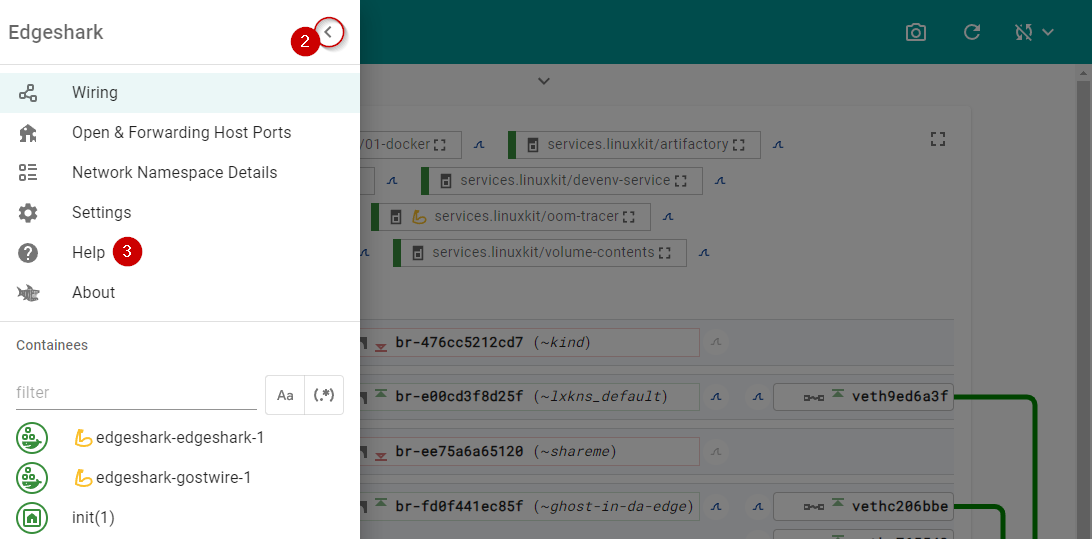 Edgeshark
2
Wiring
Open & Forwarding Host Ports
Network Namespace Details
Settings
Help 3
About
Containees
filter Aa (.*)
edgeshark-edgeshark-1
edgeshark-gostwire-1
init(1)
/01-docker services.linuxkit/artifactory
services.linuxkit/devenv-service
services.linuxkit/oom-tracer
services.linuxkit/volume-contents
br-476cc5212cd7 (~kind)
br-e00cd3f8d25f (~lxkns_default) veth9ed6a3f
br-ee75a6a65120 (~shareme)
br-fd0f441ec85f (~ghost-in-da-edge) vethc206bbe